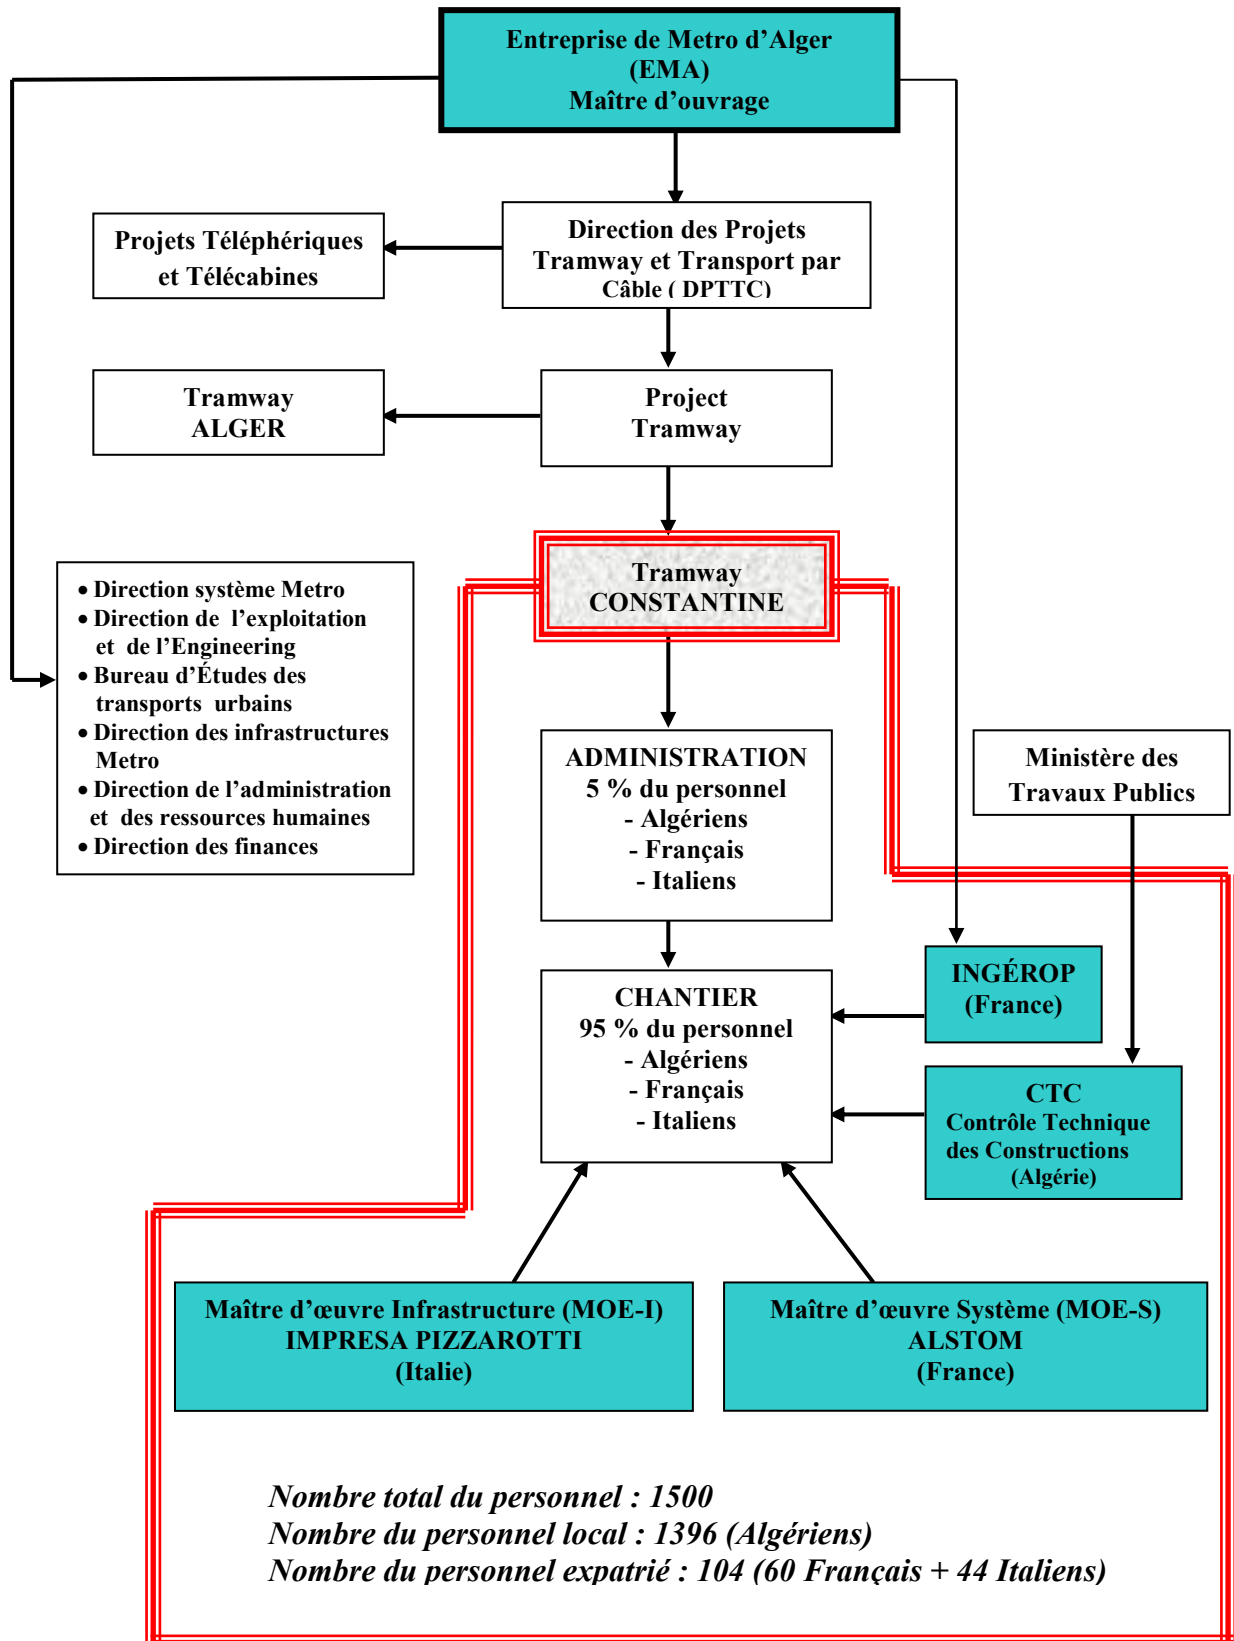 Entreprise de Metro d’Alger
(EMA)
Maître d’ouvrage
Projets Téléphériques
et Télécabines
Direction des Projets
Tramway et Transport par
Câble ( DPTTC)
Tramway
ALGER
Project
Tramway
Tramway
CONSTANTINE
• Direction système Metro
• Direction de l’exploitation
et de l’Engineering
• Bureau d’Études des
transports urbains
• Direction des infrastructures
Metro
• Direction de l’administration
et des ressources humaines
• Direction des finances
ADMINISTRATION
5 % du personnel
- Algériens
- Français
- Italiens
Ministère des
Travaux Publics
CHANTIER
95 % du personnel
- Algériens
- Français
- Italiens
INGÉROP
(France)
CTC
Contrôle Technique
des Constructions
(Algérie)
Maître d’œuvre Infrastructure (MOE-I)
IMPRESA PIZZAROTTI
(Italie)
Maître d’œuvre Système (MOE-S)
ALSTOM
(France)
Nombre total du personnel : 1500
Nombre du personnel local : 1396 (Algériens)
Nombre du personnel expatrié : 104 (60 Français + 44 Italiens)